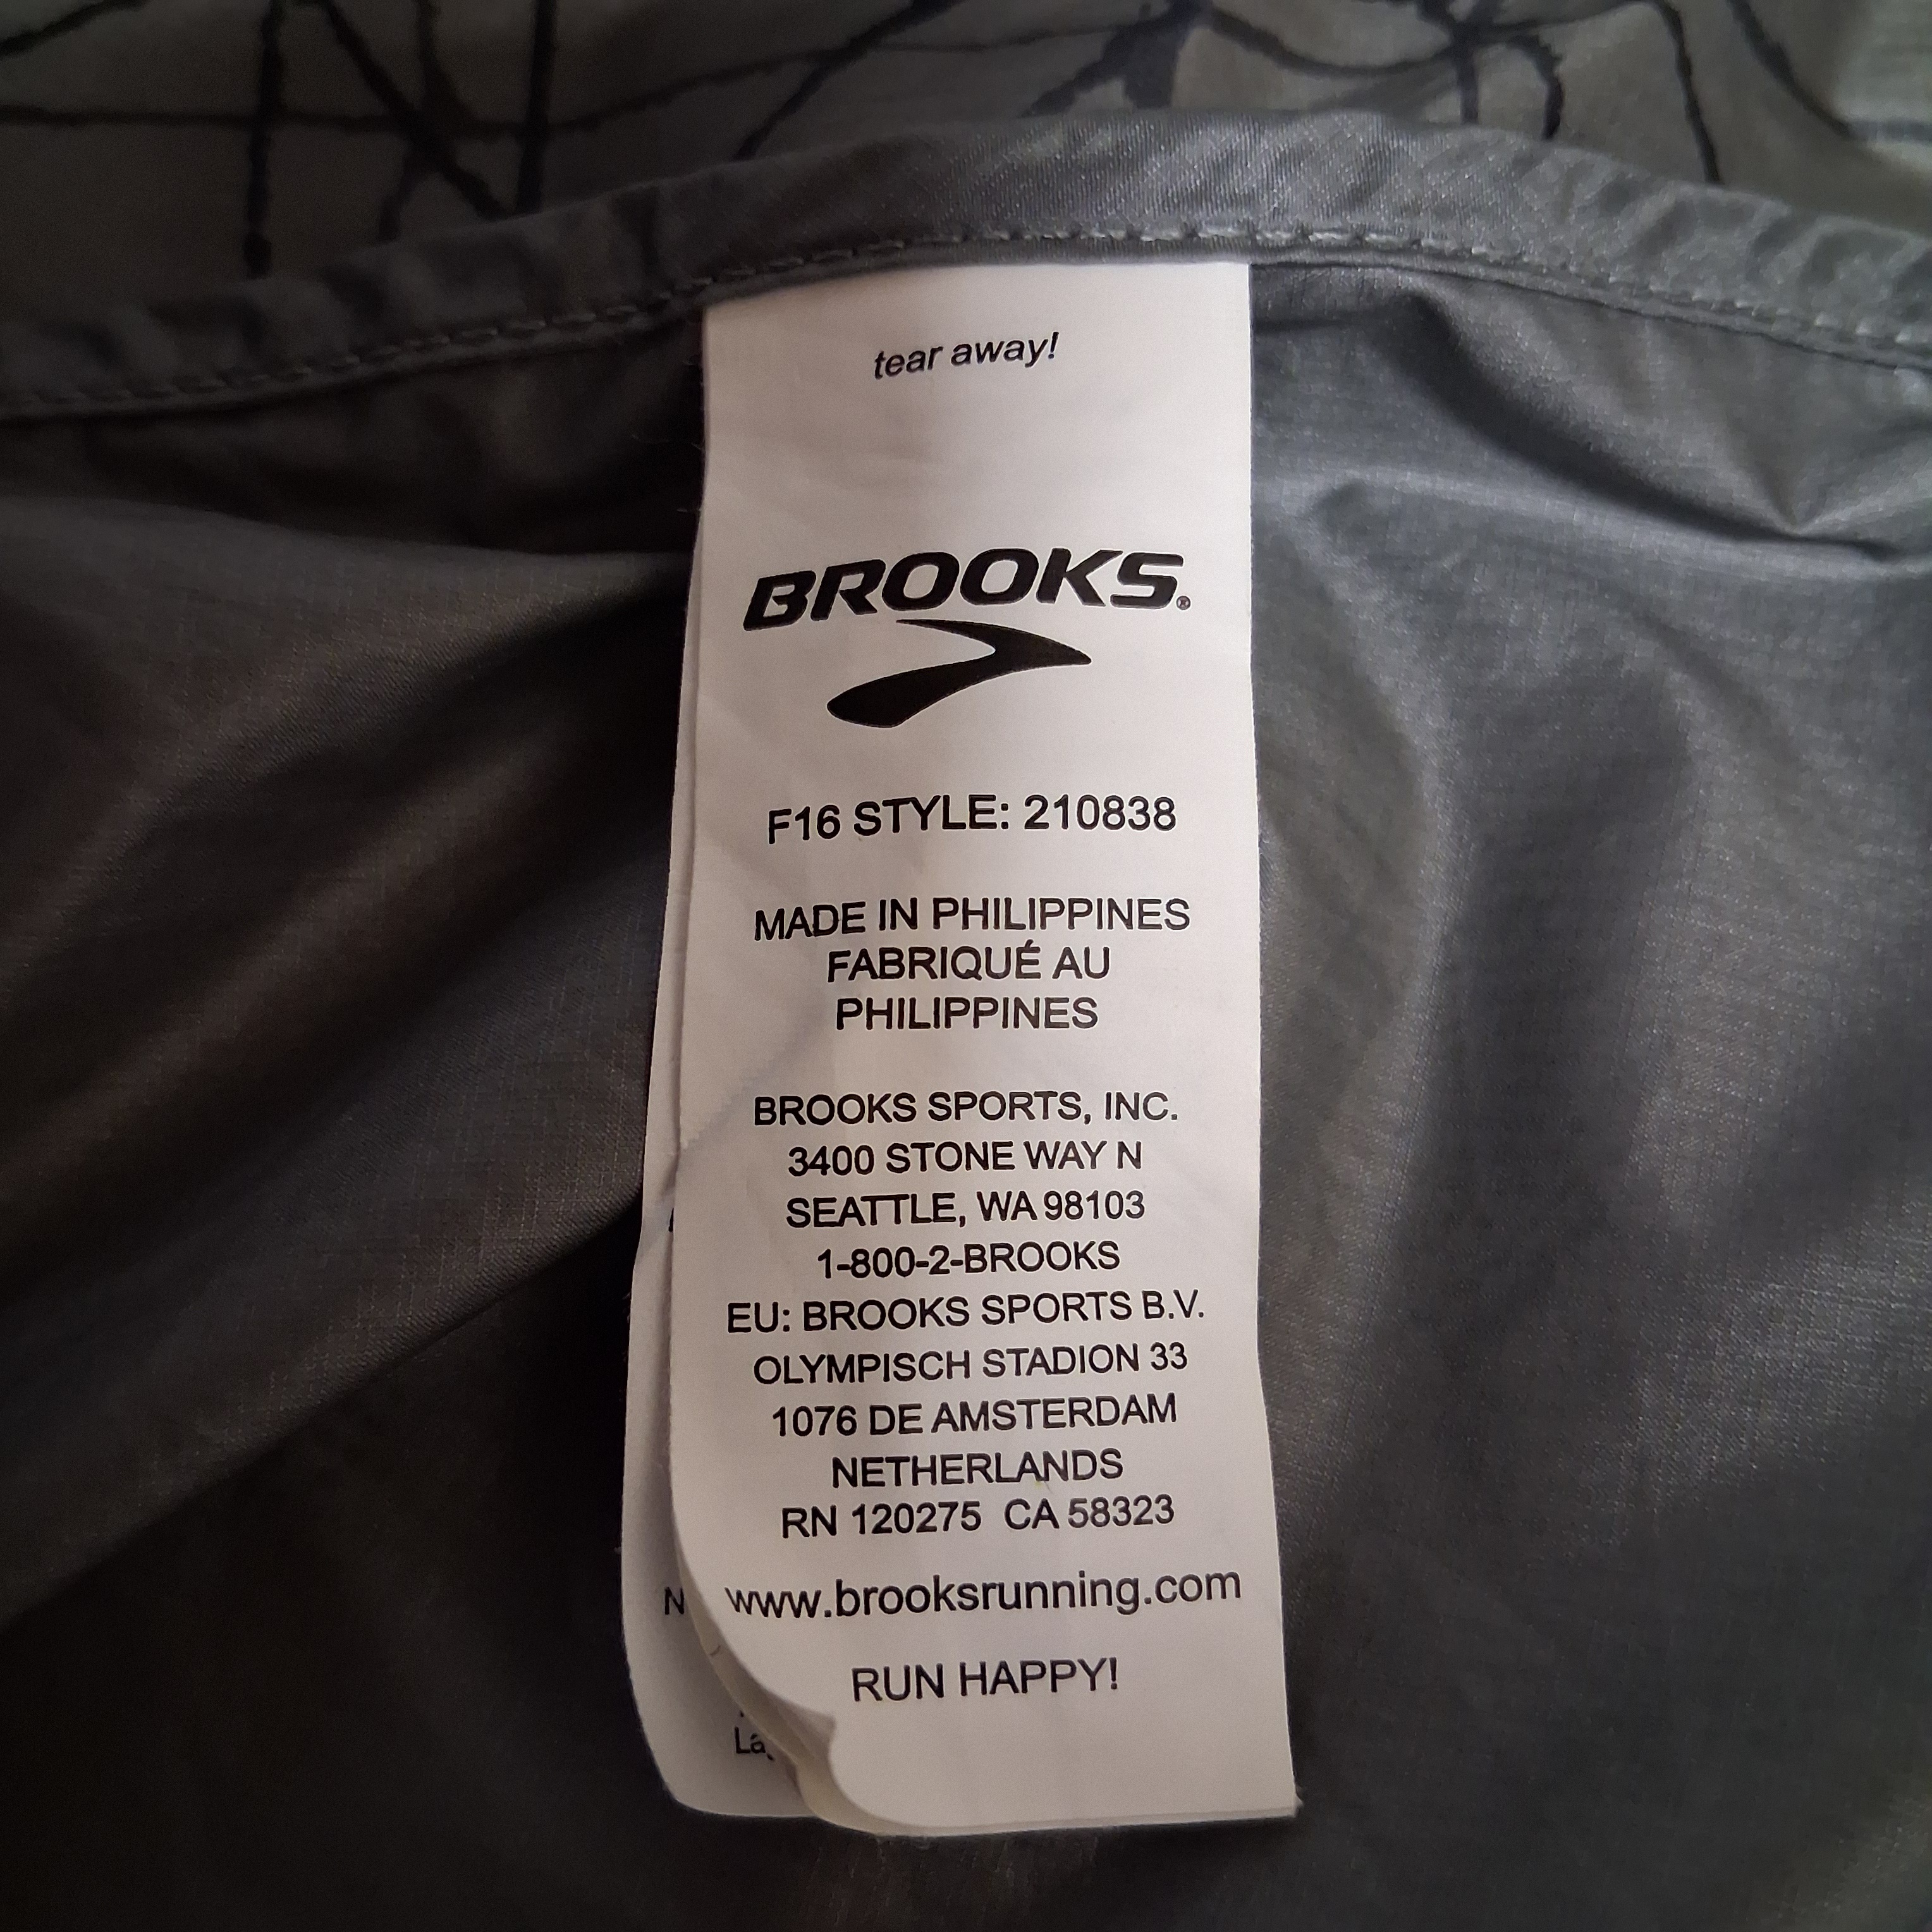 tear away!
BROOKS®
F16 STYLE: 210838
MADE IN PHILIPPINES
FABRIQUÉ AU
PHILIPPINES
BROOKS SPORTS, INC.
3400 STONE WAY N
SEATTLE, WA 98103
1-800-2-BROOKS
EU: BROOKS SPORTS B.V.
OLYMPISCH STADION 33
1076 DE AMSTERDAM
NETHERLANDS
RN 120275 CA 58323
www.brooksrunning.com
RUN HAPPY!